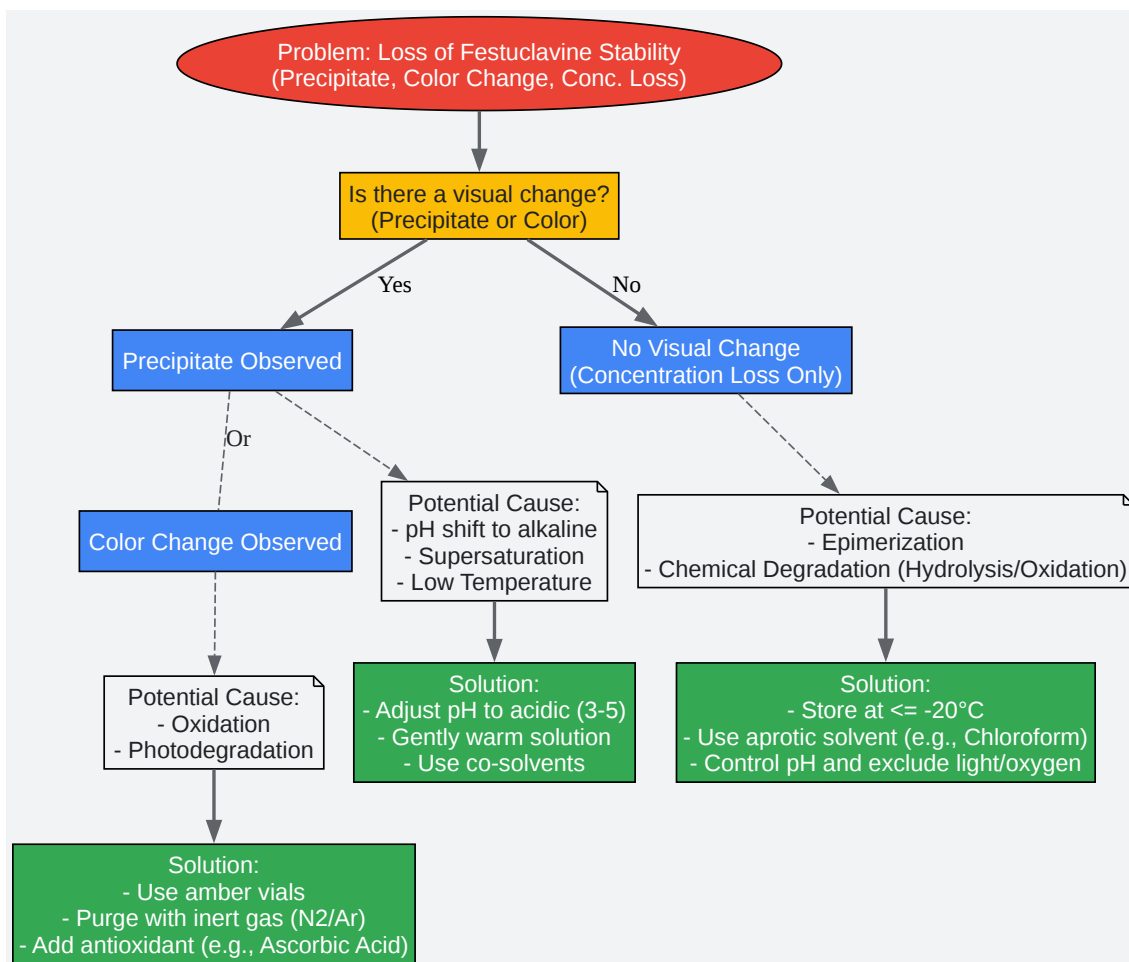 Problem: Loss of Festuclavine Stability
(Precipitate, Color Change, Conc. Loss)
Is there a visual change?
(Precipitate or Color)
Yes
No
Precipitate Observed
No Visual Change
(Concentration Loss Only)
Or
Color Change Observed
Potential Cause:
- pH shift to alkaline
- Supersaturation
- Low Temperature
Potential Cause:
- Epimerization
- Chemical Degradation (Hydrolysis/Oxidation)
Potential Cause:
- Oxidation
- Photodegradation
Solution:
- Adjust pH to acidic (3-5)
- Gently warm solution
- Use co-solvents
Solution:
- Store at <= -20°C
- Use aprotic solvent (e.g., Chloroform)
- Control pH and exclude light/oxygen
Solution:
- Use amber vials
- Purge with inert gas (N2/Ar)
- Add antioxidant (e.g., Ascorbic Acid)